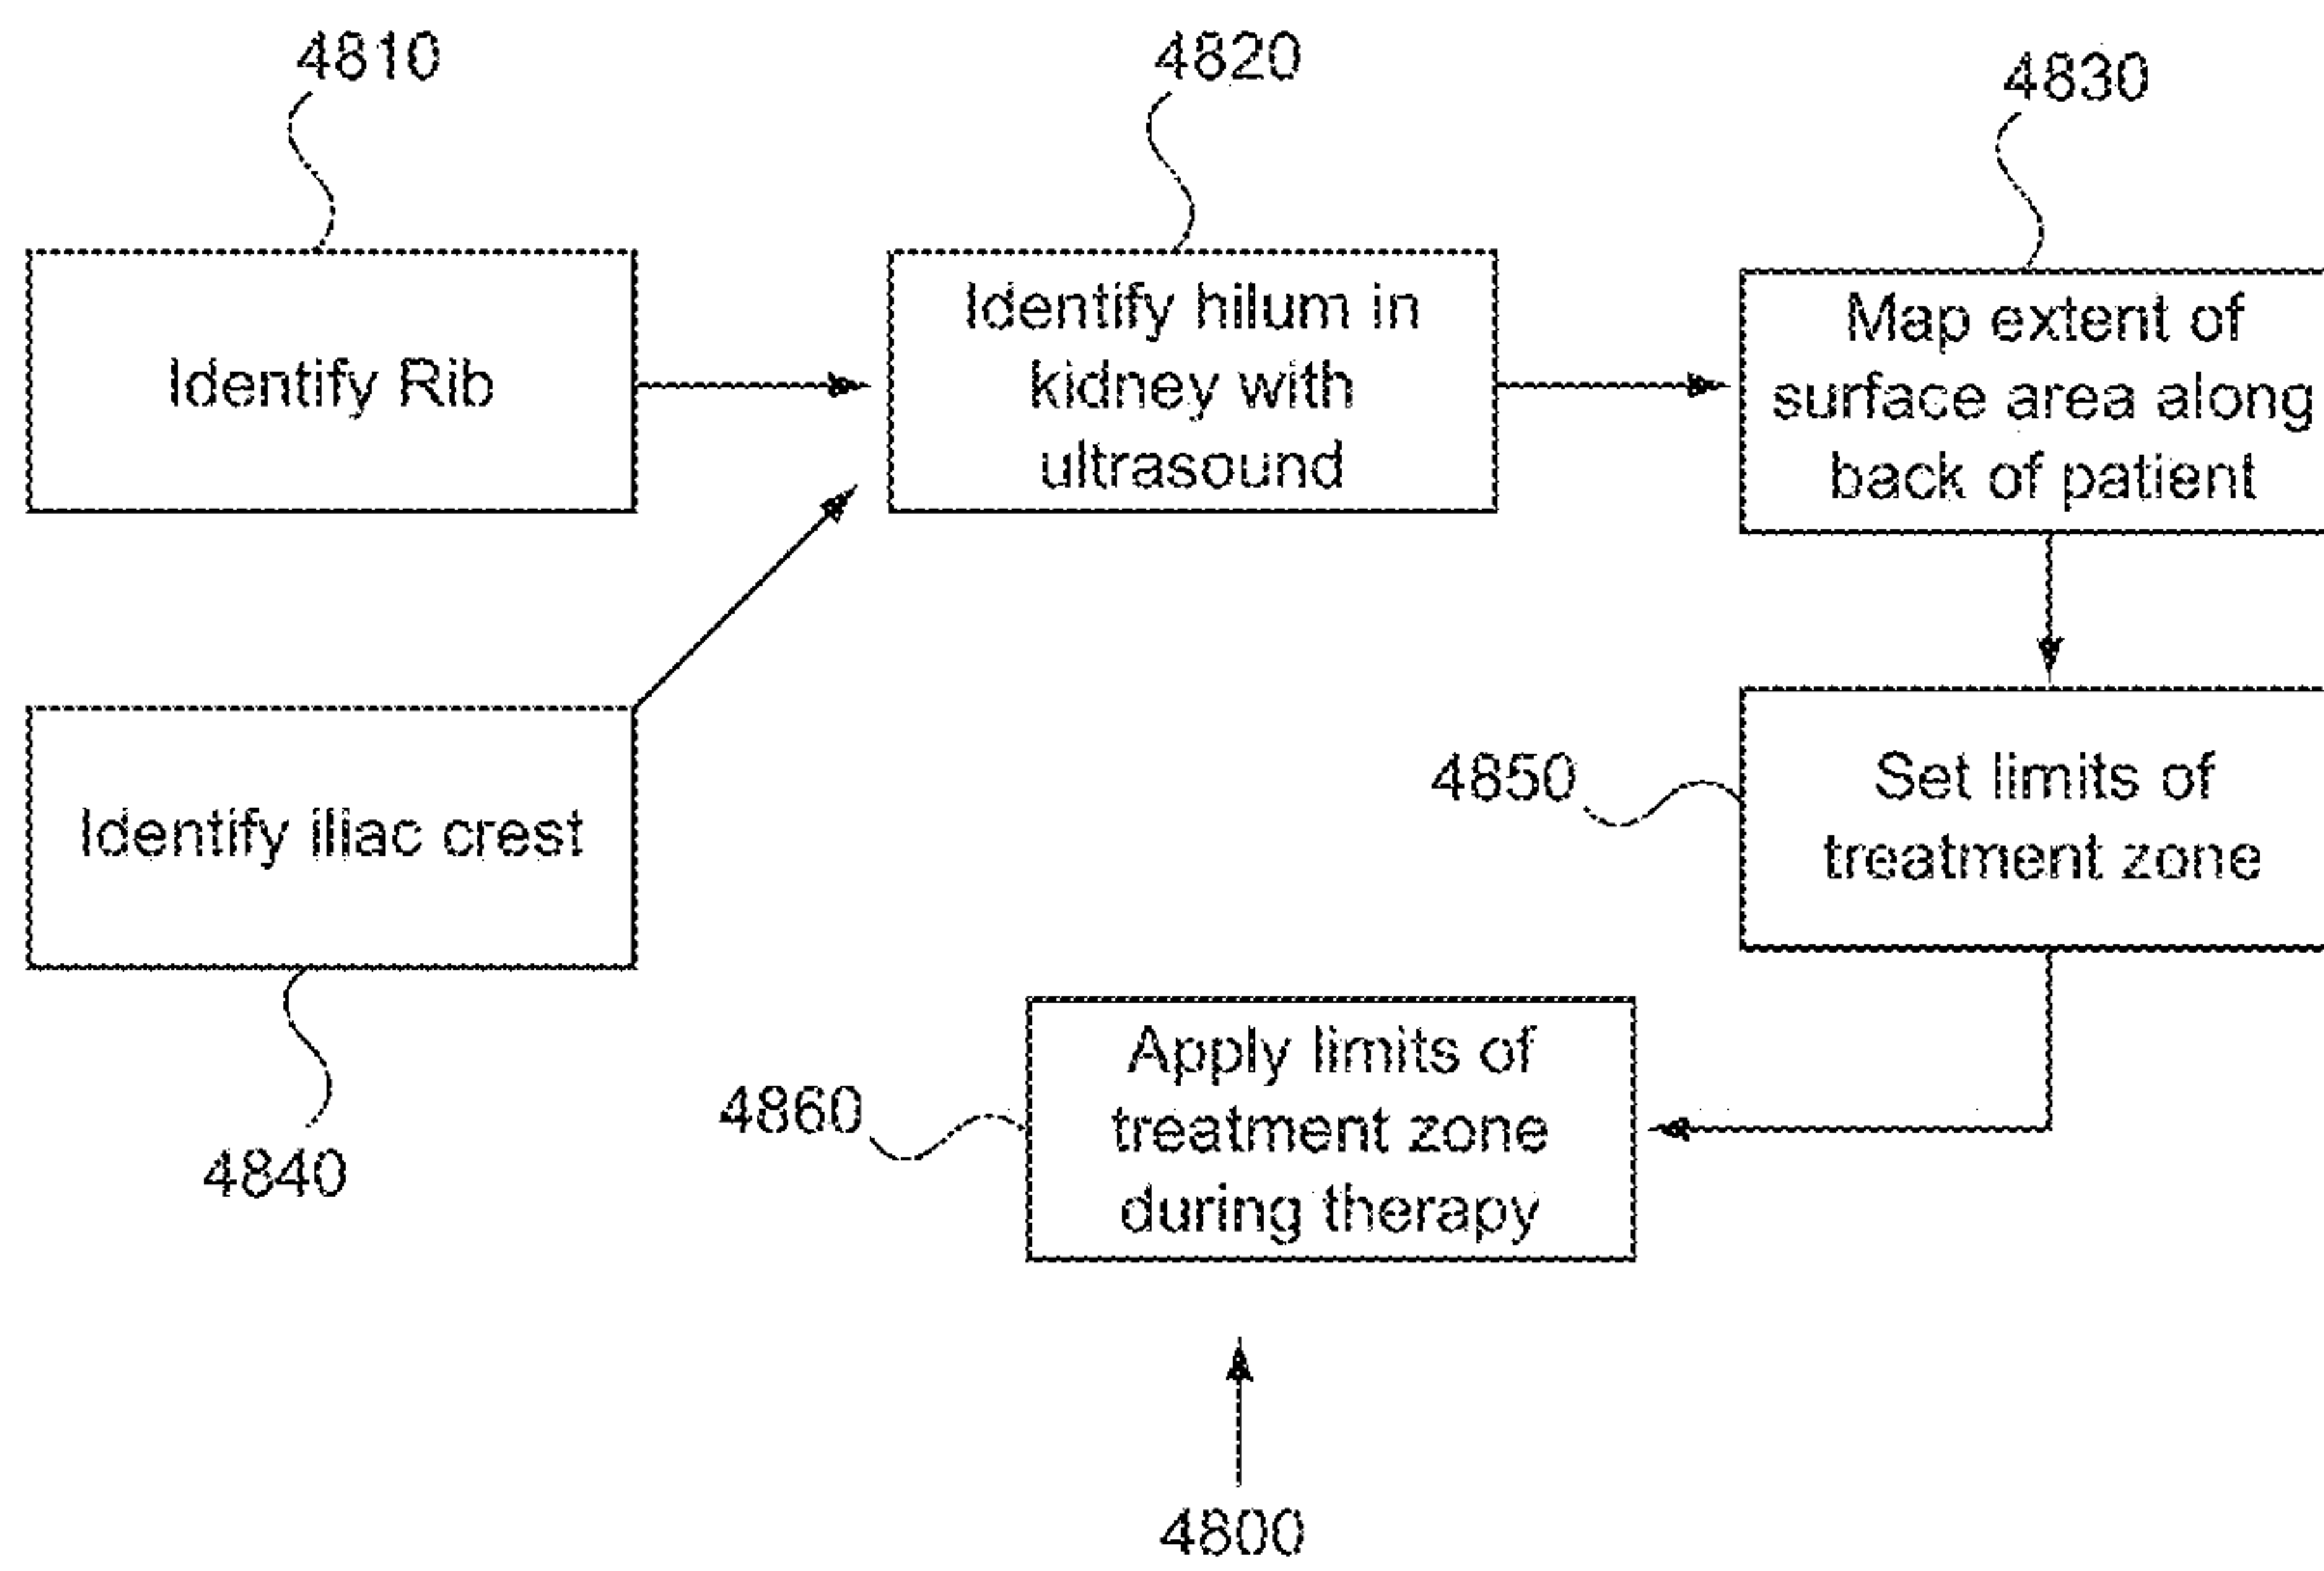 4810
4820
4830
Identify Rib
Identify hilum in
kidney with
ultrasound
Map extent of
surface area along
back of patient
Identify iliac crest
4840
4850
Set limits of
treatment zone
4860
Apply limits of
treatment zone
during therapy
4800